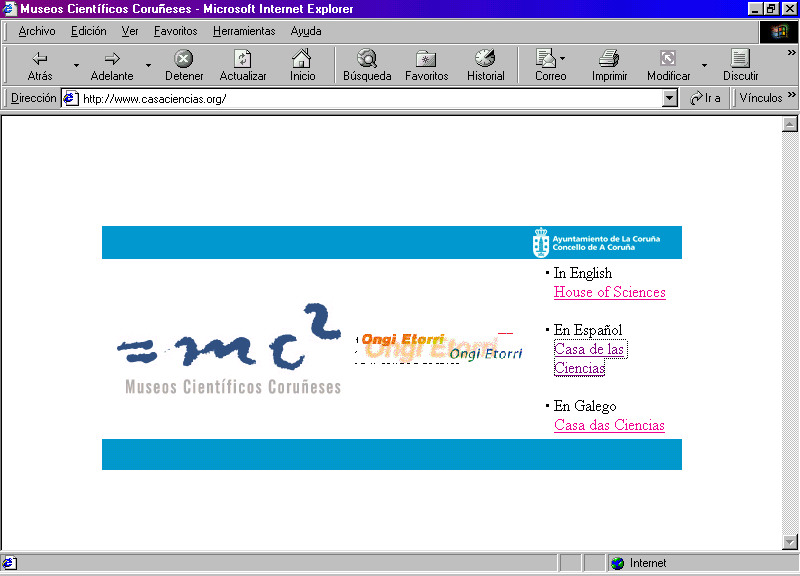 Museos Científicos Coruñeses - Microsoft Internet Explorer
Archivo Edición Ver Favoritos Herramientas Ayuda
Atrás Adelante Detener Actualizar Inicio Búsqueda Favoritos Historial Correo Imprimir Modificar Discutir »
Dirección http://www.casaciencias.org/ Ir a Vínculos »
Ayuntamiento de La Coruña
Concello de A Coruña
• In English
House of Sciences
• En Español
Casa de las
Ciencias
• En Galego
Casa das Ciencias
=mc2
Museos Científicos Coruñeses
Ongi Etorri
Ongi Etorri
Ongi Etorri
Internet